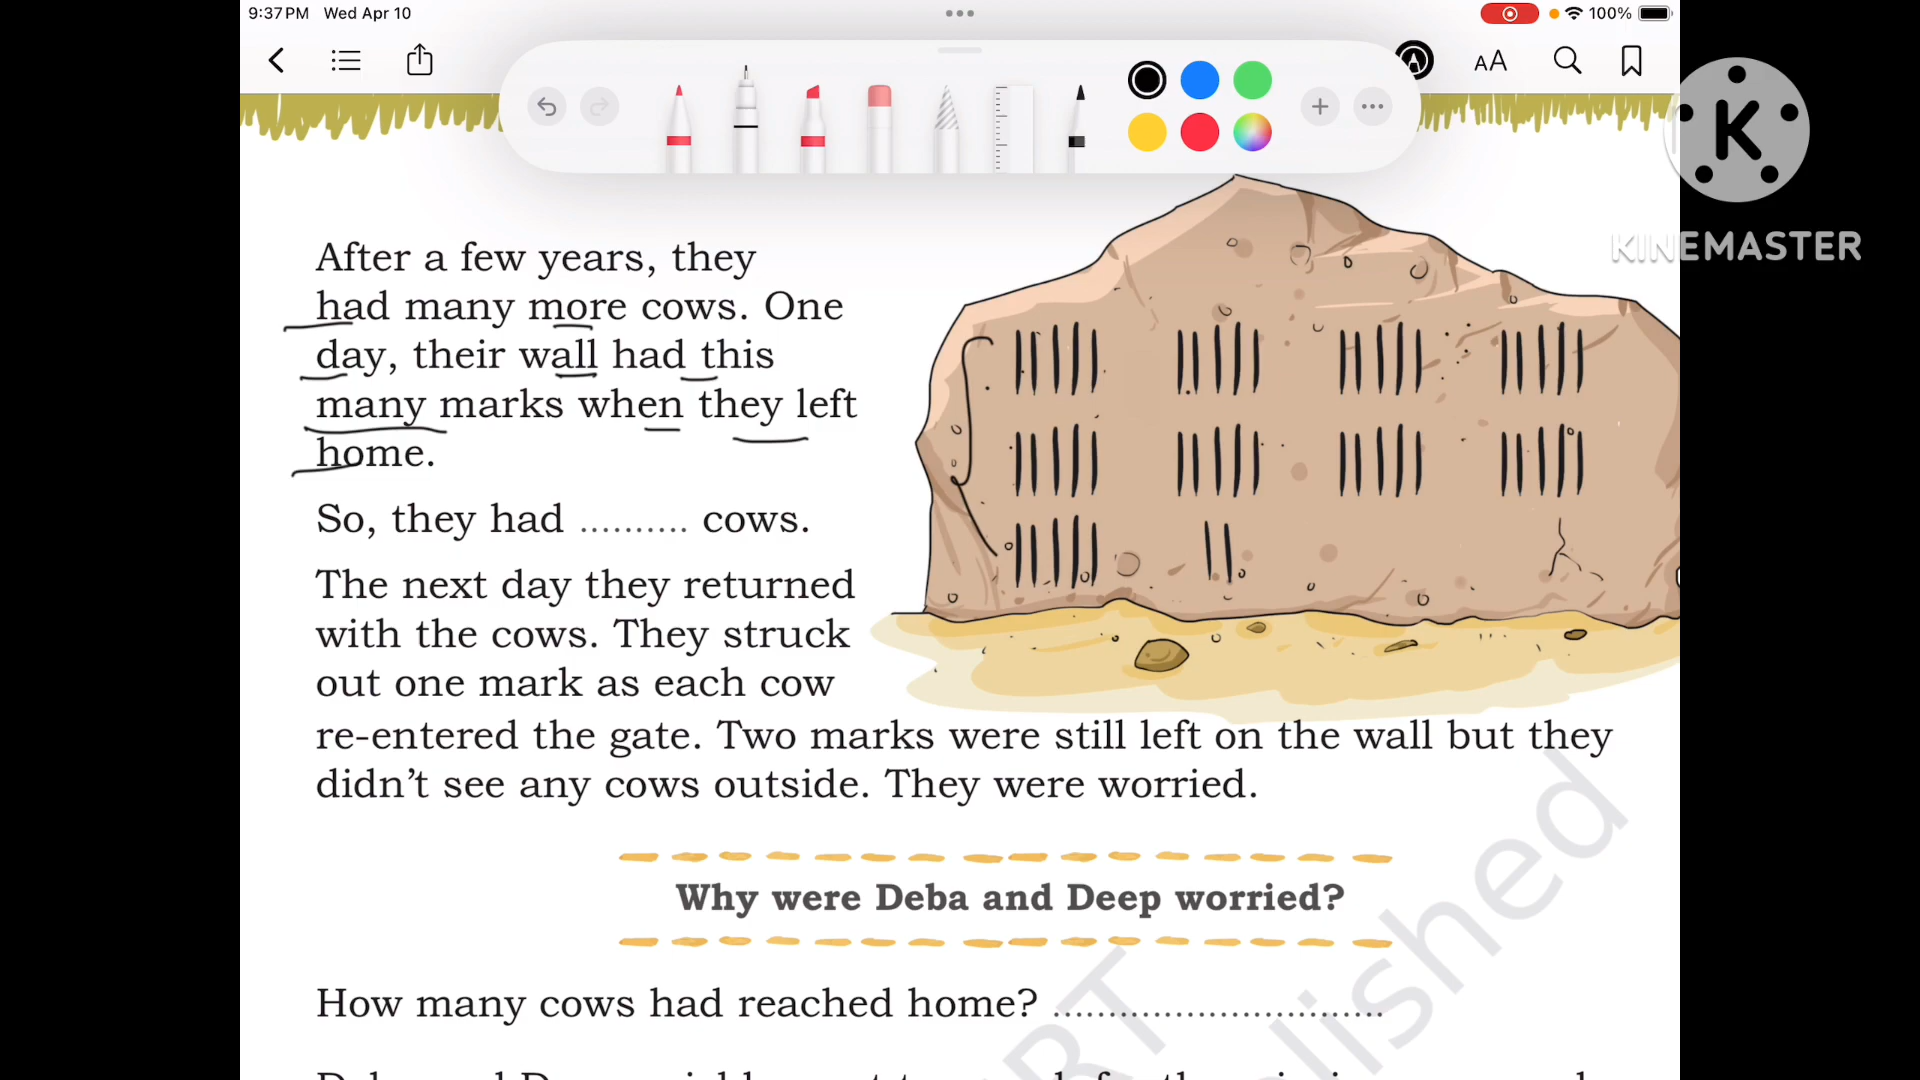 9:37 PM Wed Apr 10
100%
AA
K
KINEMASTER
After a few years, they
had many more cows. One
day, their wall had this
many marks when they left
home.
So, they had .......... cows.
The next day they returned
with the cows. They struck
out one mark as each cow
re-entered the gate. Two marks were still left on the wall but they
didn’t see any cows outside. They were worried.
Why were Deba and Deep worried?
How many cows had reached home? ..............................